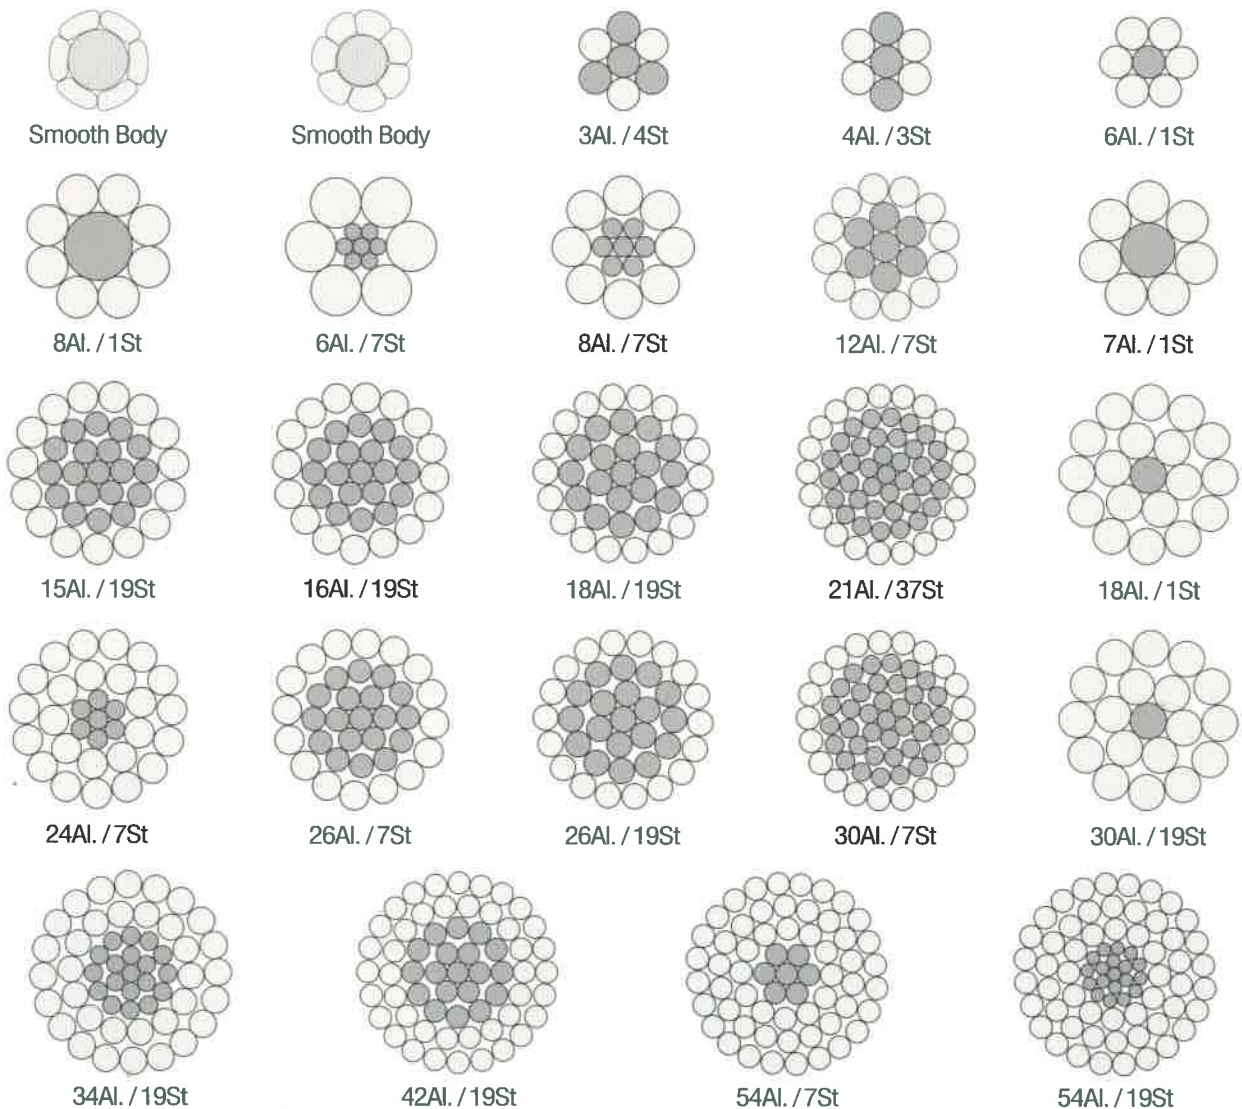 Smooth Body
Smooth Body
3Al. / 4St
4Al. / 3St
6Al. / 1St
8Al. / 1St
6Al. / 7St
8Al. / 7St
12Al. / 7St
7Al. / 1St
15Al. / 19St
16Al. / 19St
18Al. / 19St
21Al. / 37St
18Al. / 1St
24Al. / 7St
26Al. / 7St
26Al. / 19St
30Al. / 7St
30Al. / 19St
34Al. / 19St
42Al. / 19St
54Al. / 7St
54Al. / 19St